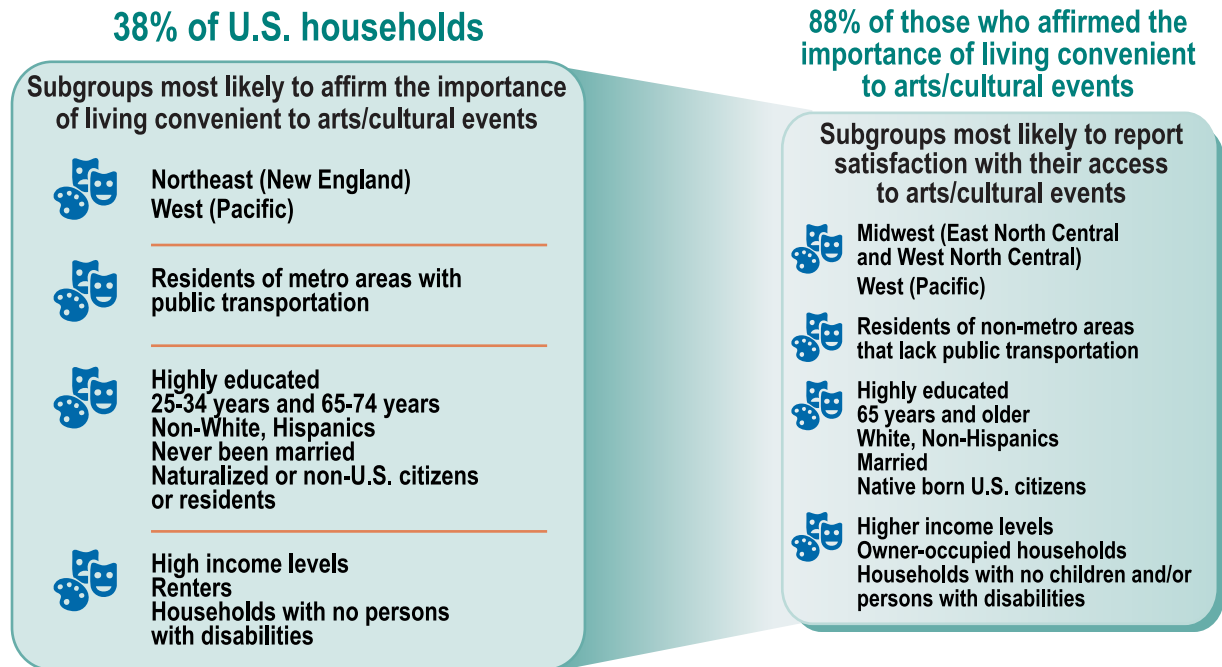 38% of U.S. households
Subgroups most likely to affirm the importance
of living convenient to arts/cultural events
Northeast (New England)
West (Pacific)
Residents of metro areas with
public transportation
Highly educated
25-34 years and 65-74 years
Non-White, Hispanics
Never been married
Naturalized or non-U.S. citizens
or residents
High income levels
Renters
Households with no persons
with disabilities
88% of those who affirmed the
importance of living convenient
to arts/cultural events
Subgroups most likely to report
satisfaction with their access
to arts/cultural events
Midwest (East North Central
and West North Central)
West (Pacific)
Residents of non-metro areas
that lack public transportation
Highly educated
65 years and older
White, Non-Hispanics
Married
Native born U.S. citizens
Higher income levels
Owner-occupied households
Households with no children and/or
persons with disabilities